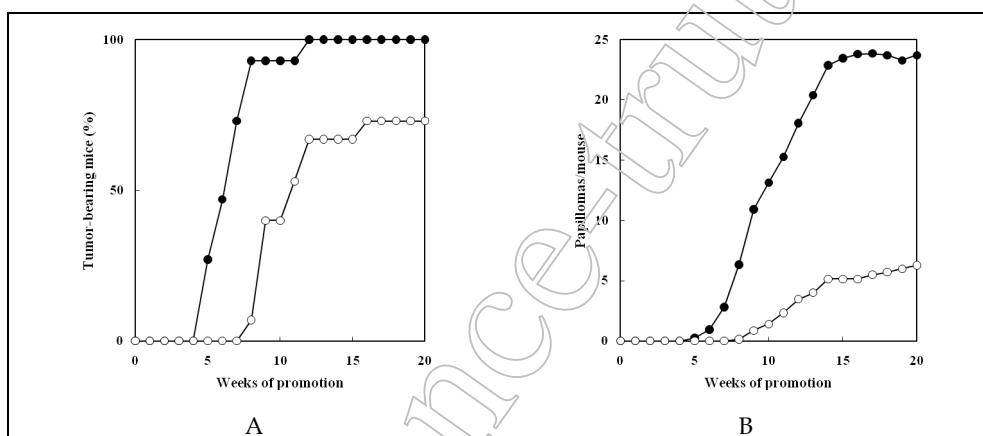 100
50
0
Tumor-bearing mice (%)
0 5 10 15 20
Weeks of promotion
A
25
20
15
10
5
0
Papillomas/mouse
0 5 10 15 20
Weeks of promotion
B